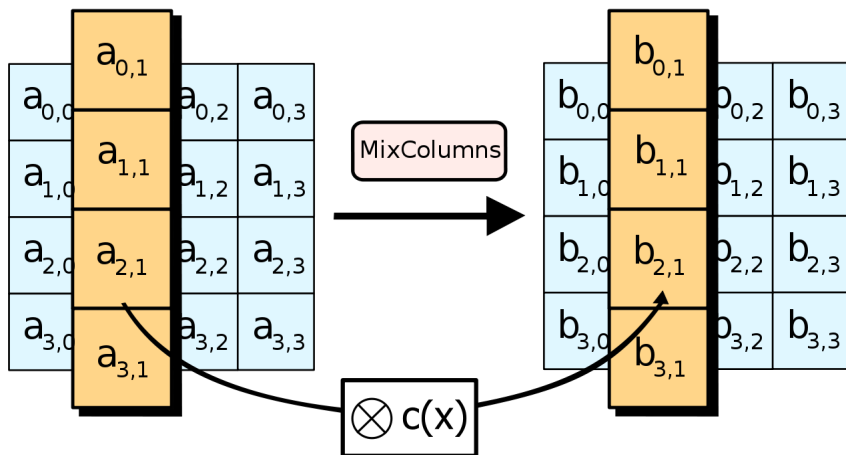 a0,1
a0,0 a0,2 a0,3
a1,1
a1,0 a1,2 a1,3
a2,1
a2,0 a2,2 a2,3
a3,1
a3,0 a3,2 a3,3
MixColumns
b0,1
b0,0 b0,2 b0,3
b1,1
b1,0 b1,2 b1,3
b2,1
b2,0 b2,2 b2,3
b3,1
b3,0 b3,2 b3,3
⊗ c(x)